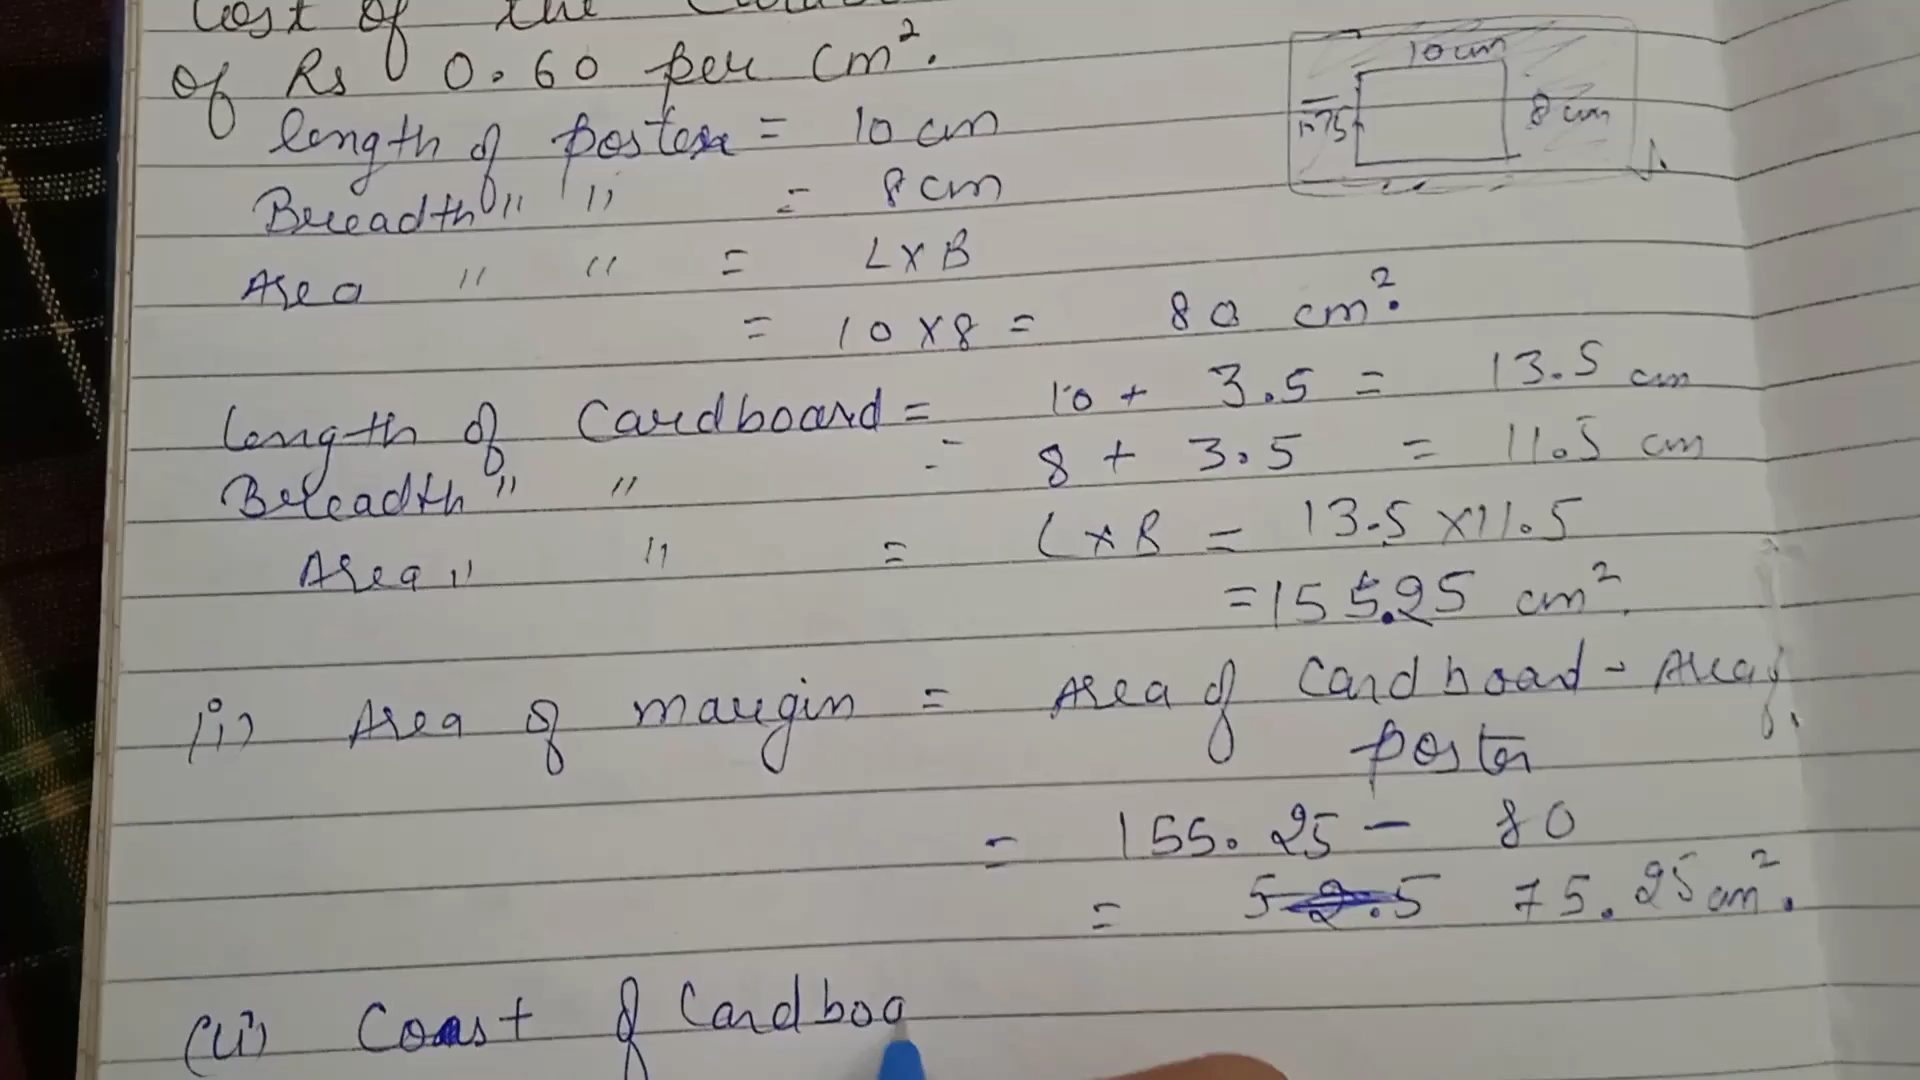 Cost of the
of Rs 0.60 per cm².
10 cm
1.75
8 cm
length of poster = 10 cm
Breadth " " = 8 cm
Area " " = L x B
= 10 x 8 = 80 cm².
length of Cardboard = 10 + 3.5 = 13.5 cm
Breadth " " = 8 + 3.5 = 11.5 cm
Area " " = L x B = 13.5 x 11.5
= 155.25 cm².
(i) Area of margin = Area of Cardboard - Area of
poster
= 155.25 - 80
= 75.25 cm².
(ii) Cost of Cardboa